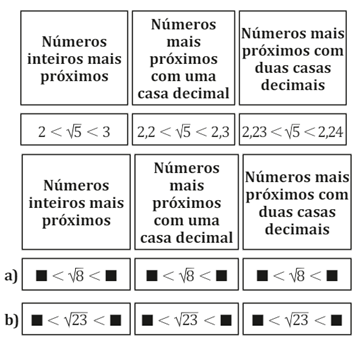 Números inteiros mais próximos
Números mais próximos com uma casa decimal
Números mais próximos com duas casas decimais
2 < √5 < 3
2,2 < √5 < 2,3
2,23 < √5 < 2,24
Números inteiros mais próximos
Números mais próximos com uma casa decimal
Números mais próximos com duas casas decimais
a) ■ < √8 < ■ ■ < √8 < ■ ■ < √8 < ■
b) ■ < √23 < ■ ■ < √23 < ■ ■ < √23 < ■